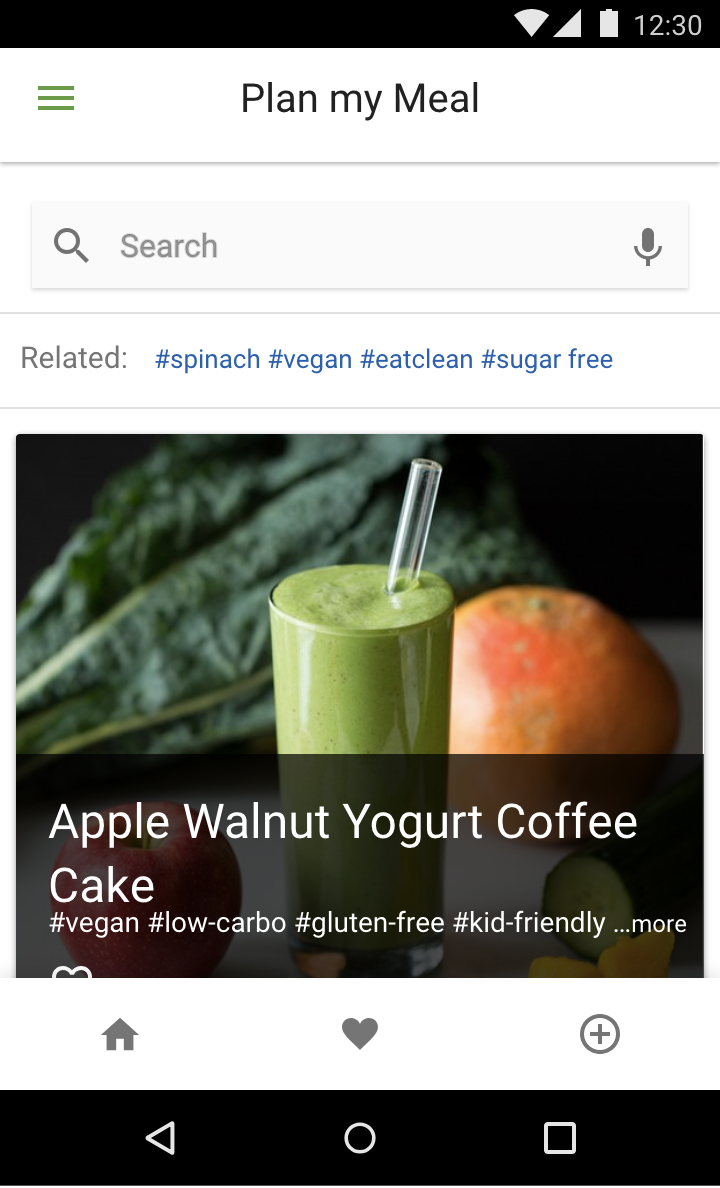 12:30
Plan my Meal
Search
Related: #spinach #vegan #eatclean #sugar free
Apple Walnut Yogurt Coffee
Cake
#vegan #low-carbo #gluten-free #kid-friendly ...more